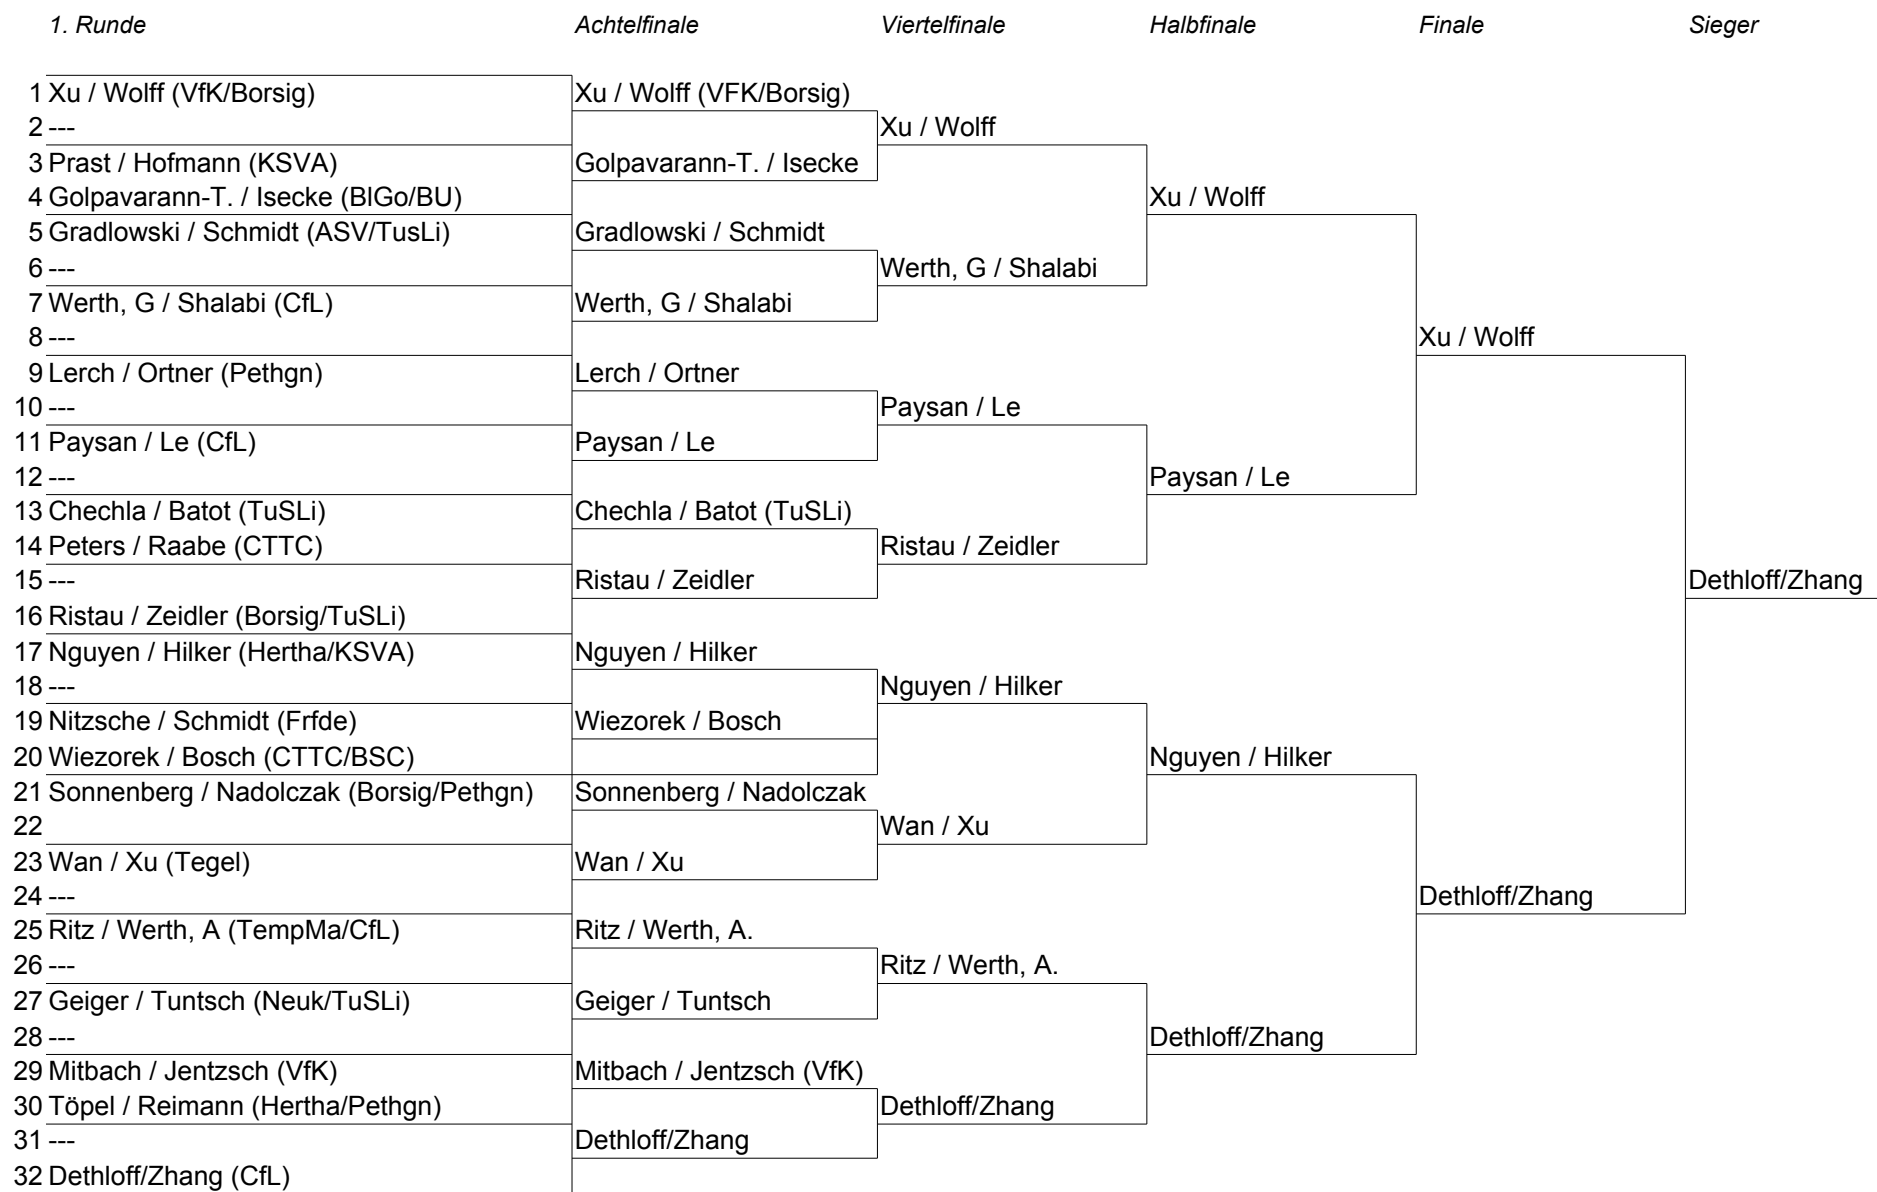 1. Runde Achtelfinale Viertelfinale Halbfinale Finale Sieger
1 Xu / Wolff (VfK/Borsig) Xu / Wolff (VFK/Borsig)
2 --- Xu / Wolff
3 Prast / Hofmann (KSVA) Golpavarann-T. / Isecke
4 Golpavarann-T. / Isecke (BlGo/BU) Xu / Wolff
5 Gradlowski / Schmidt (ASV/TusLi) Gradlowski / Schmidt
6 --- Werth, G / Shalabi
7 Werth, G / Shalabi (CfL) Werth, G / Shalabi
8 --- Xu / Wolff
9 Lerch / Ortner (Pethgn) Lerch / Ortner
10 --- Paysan / Le
11 Paysan / Le (CfL) Paysan / Le
12 --- Paysan / Le
13 Chechla / Batot (TuSLi) Chechla / Batot (TuSLi)
14 Peters / Raabe (CTTC) Ristau / Zeidler
15 --- Ristau / Zeidler Dethloff/Zhang
16 Ristau / Zeidler (Borsig/TuSLi)
17 Nguyen / Hilker (Hertha/KSVA) Nguyen / Hilker
18 --- Nguyen / Hilker
19 Nitzsche / Schmidt (Frfde) Wiezorek / Bosch
20 Wiezorek / Bosch (CTTC/BSC) Nguyen / Hilker
21 Sonnenberg / Nadolczak (Borsig/Pethgn) Sonnenberg / Nadolczak
22 Wan / Xu
23 Wan / Xu (Tegel) Wan / Xu
24 --- Dethloff/Zhang
25 Ritz / Werth, A (TempMa/CfL) Ritz / Werth, A.
26 --- Ritz / Werth, A.
27 Geiger / Tuntsch (Neuk/TuSLi) Geiger / Tuntsch
28 --- Dethloff/Zhang
29 Mitbach / Jentzsch (VfK) Mitbach / Jentzsch (VfK)
30 Töpel / Reimann (Hertha/Pethgn) Dethloff/Zhang
31 --- Dethloff/Zhang
32 Dethloff/Zhang (CfL)